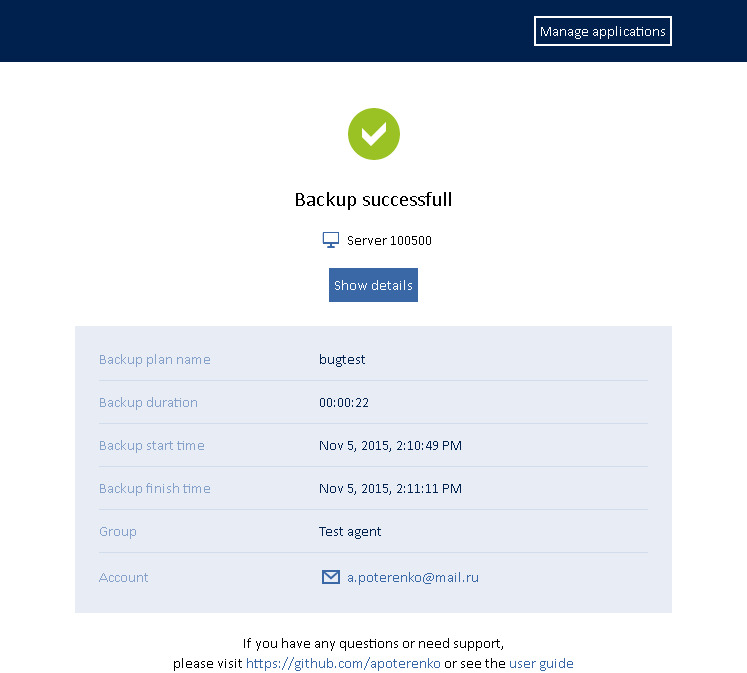 Manage applications
Backup successfull
Server 100500
Show details
Backup plan name bugtest
Backup duration 00:00:22
Backup start time Nov 5, 2015, 2:10:49 PM
Backup finish time Nov 5, 2015, 2:11:11 PM
Group Test agent
Account a.poterenko@mail.ru
If you have any questions or need support,
please visit https://github.com/apoterenko or see the user guide